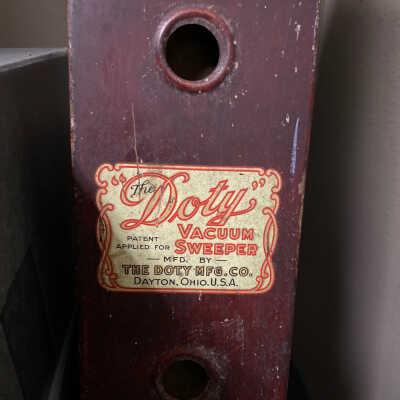 "The Doty"
VACUUM
PATENT
APPLIED FOR SWEEPER
— MFD. BY —
THE DOTY MFG. CO.
DAYTON, OHIO. U.S.A.